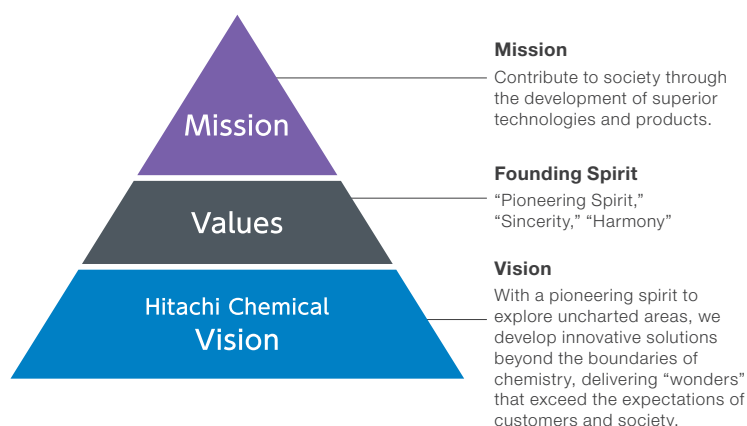 Mission
Values
Hitachi Chemical
Vision
Mission
Contribute to society through
the development of superior
technologies and products.
Founding Spirit
“Pioneering Spirit,”
“Sincerity,” “Harmony”
Vision
With a pioneering spirit to
explore uncharted areas, we
develop innovative solutions
beyond the boundaries of
chemistry, delivering “wonders”
that exceed the expectations of
customers and society.